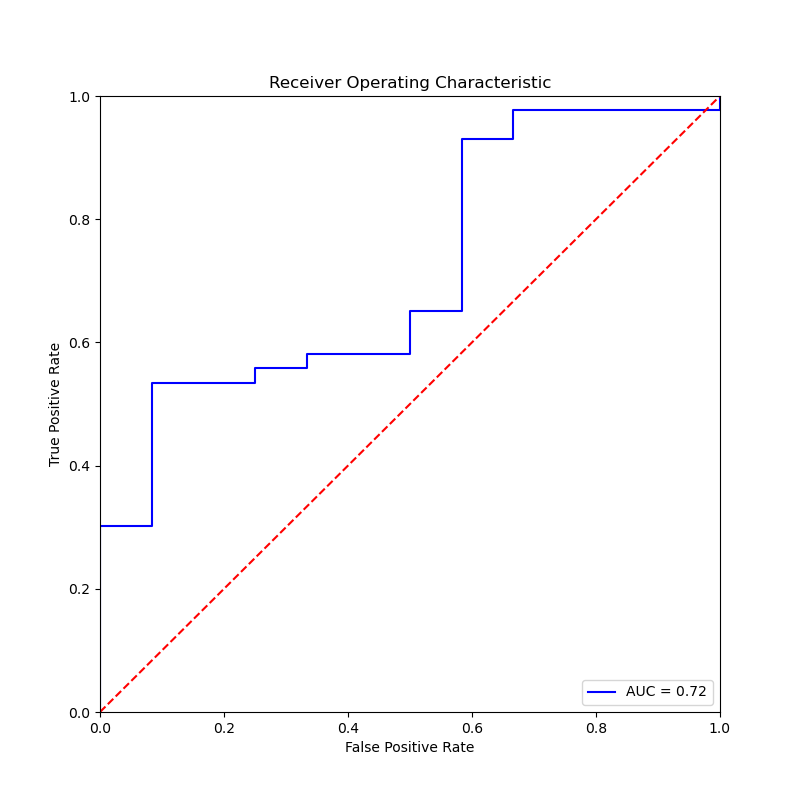 Receiver Operating Characteristic
1.0
0.8
0.6
0.4
0.2
0.0
True Positive Rate
AUC = 0.72
0.0 0.2 0.4 0.6 0.8 1.0
False Positive Rate